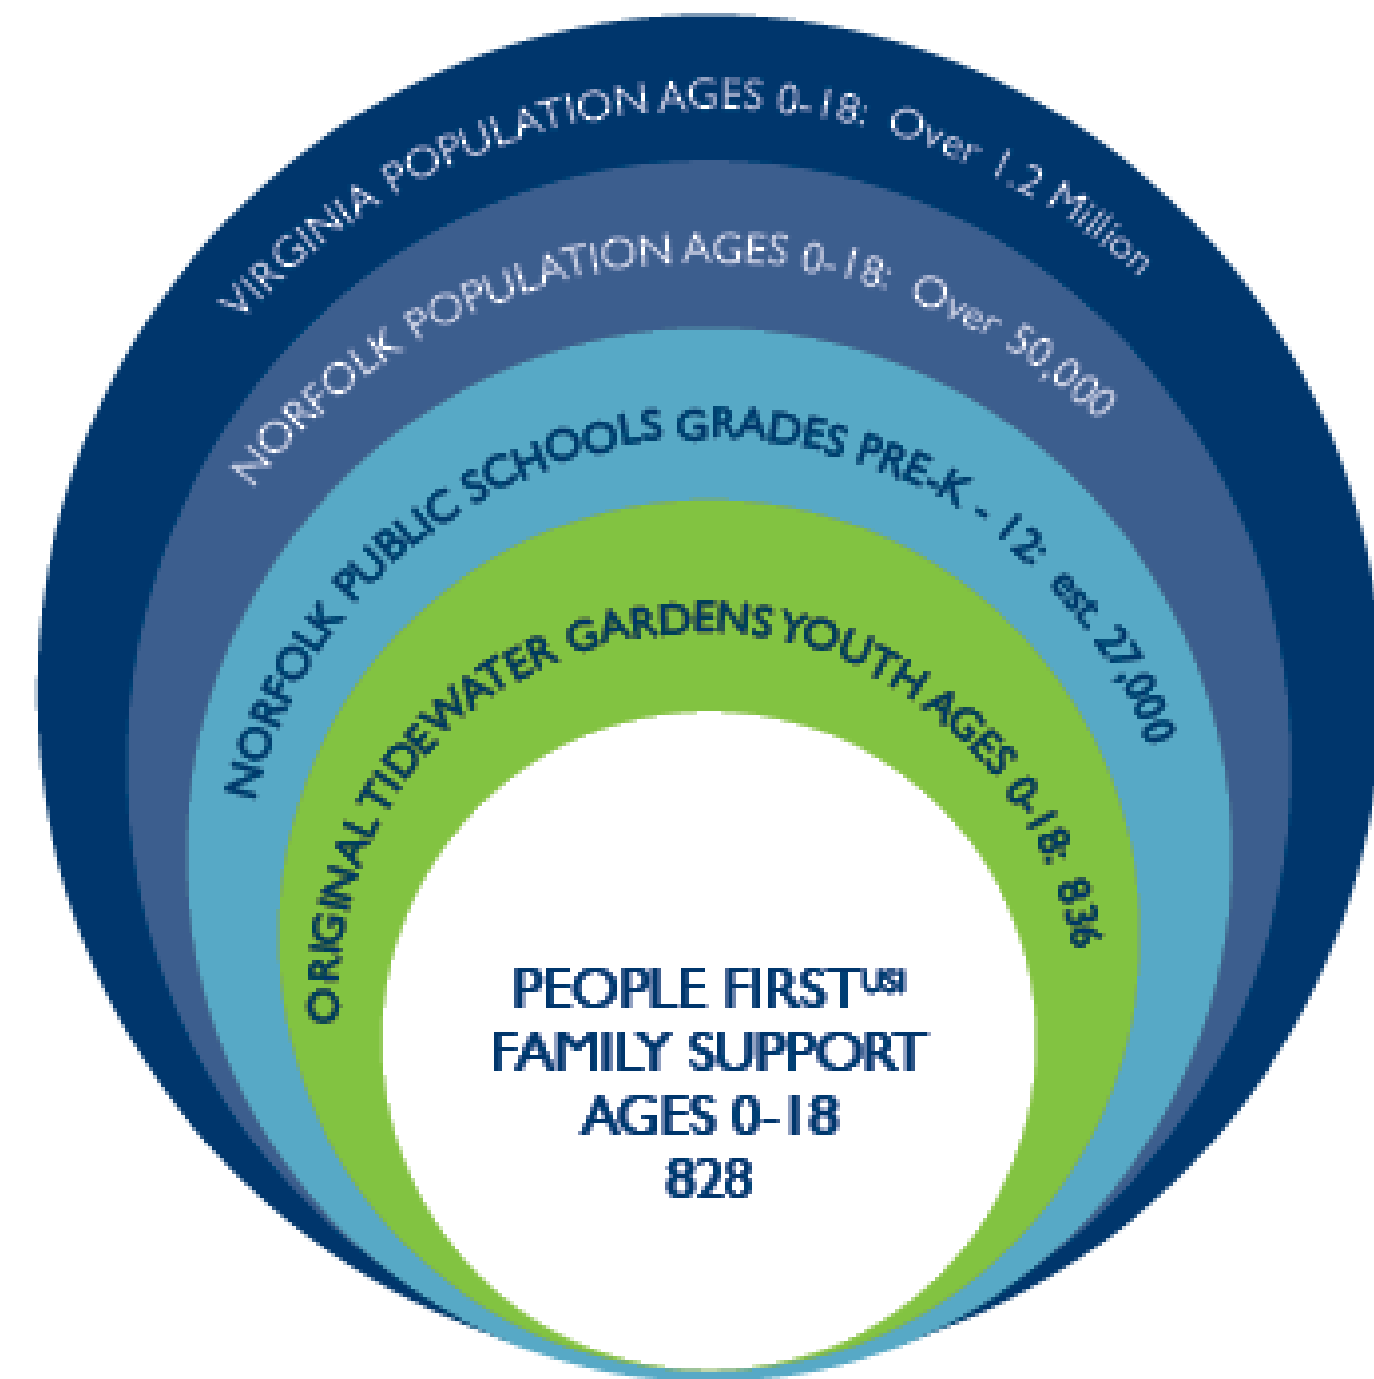 VIRGINIA POPULATION AGES 0-18: Over 1.2 Million
NORFOLK POPULATION AGES 0-18: Over 50,000
NORFOLK PUBLIC SCHOOLS GRADES PRE-K - 12: est. 27,000
ORIGINAL TIDEWATER GARDENS YOUTH AGES 0-18: 836
PEOPLE FIRSTᵁˢᴵ
FAMILY SUPPORT
AGES 0-18
828